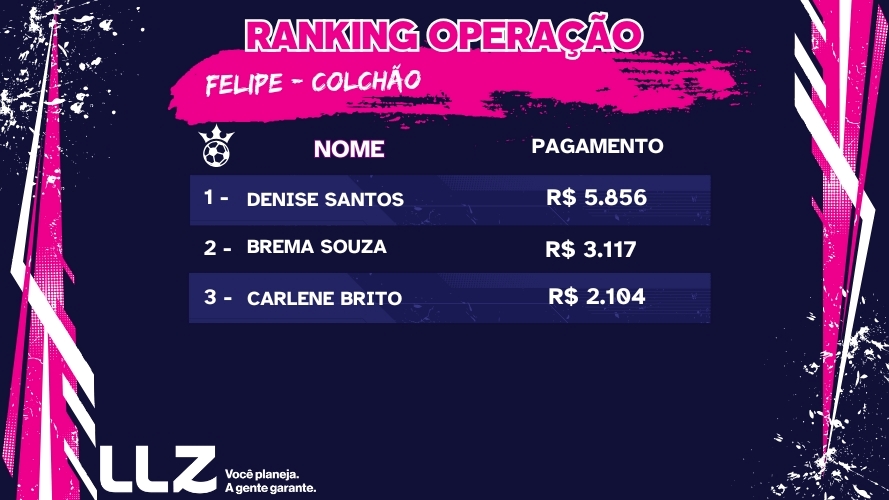 RANKING OPERAÇÃO
FELIPE - COLCHÃO
NOME PAGAMENTO
1 - DENISE SANTOS R$ 5.856
2 - BREMA SOUZA R$ 3.117
3 - CARLENE BRITO R$ 2.104
LLZ
Você planeja.
A gente garante.